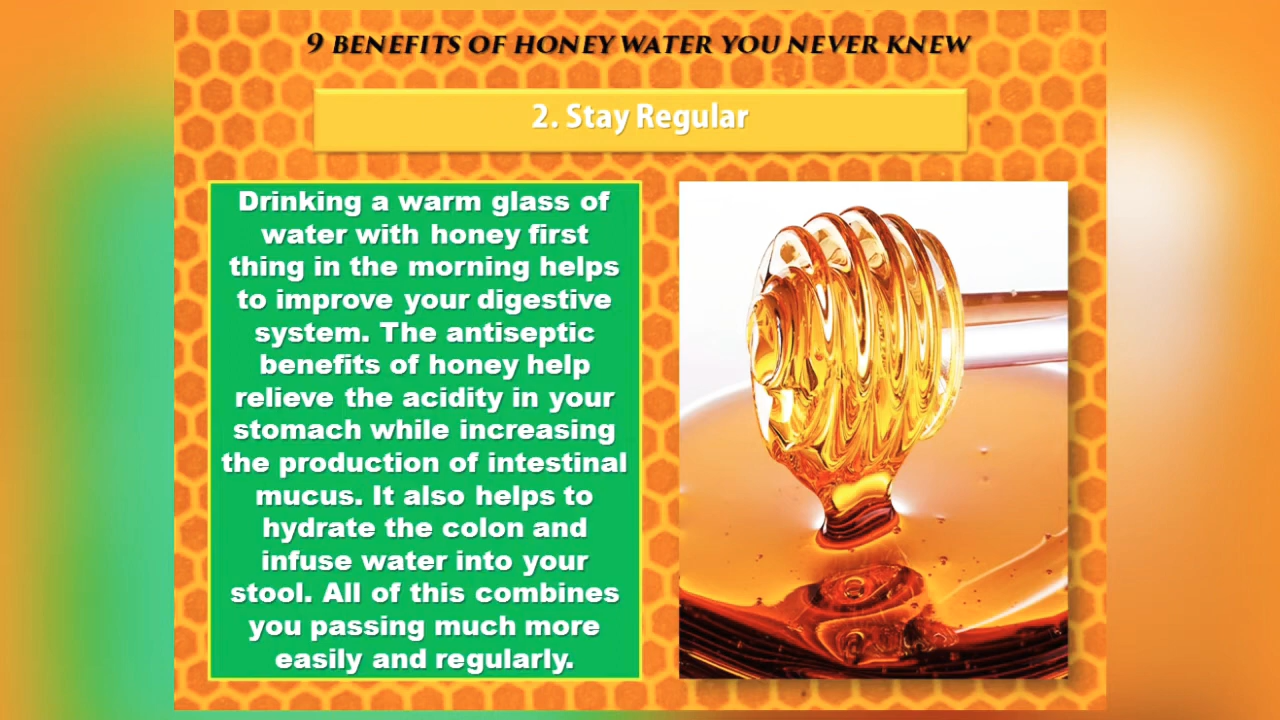 9 BENEFITS OF HONEY WATER YOU NEVER KNEW
2. Stay Regular
Drinking a warm glass of
water with honey first
thing in the morning helps
to improve your digestive
system. The antiseptic
benefits of honey help
relieve the acidity in your
stomach while increasing
the production of intestinal
mucus. It also helps to
hydrate the colon and
infuse water into your
stool. All of this combines
you passing much more
easily and regularly.